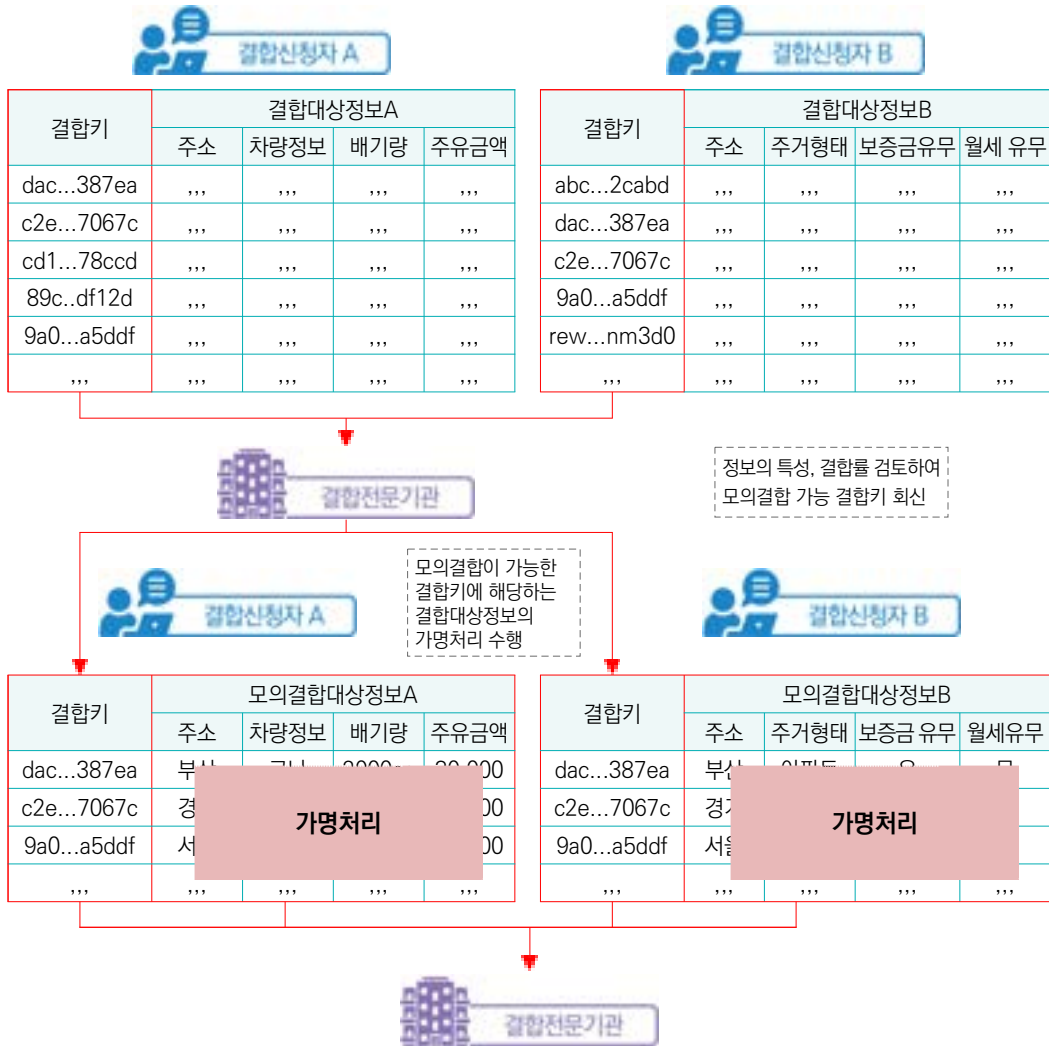 결합신청자 A
결합신청자 B
결합키 결합대상정보A
주소 차량정보 배기량 주유금액
dac...387ea ,,, ,,, ,,, ,,,
c2e...7067c ,,, ,,, ,,, ,,,
cd1...78ccd ,,, ,,, ,,, ,,,
89c..df12d ,,, ,,, ,,, ,,,
9a0...a5ddf ,,, ,,, ,,, ,,,
,,, ,,, ,,, ,,, ,,,
결합키 결합대상정보B
주소 주거형태 보증금유무 월세 유무
abc...2cabd ,,, ,,, ,,, ,,,
dac...387ea ,,, ,,, ,,, ,,,
c2e...7067c ,,, ,,, ,,, ,,,
9a0...a5ddf ,,, ,,, ,,, ,,,
rew...nm3d0 ,,, ,,, ,,, ,,,
,,, ,,, ,,, ,,, ,,,
결합전문기관
정보의 특성, 결합률 검토하여
모의결합 가능 결합키 회신
모의결합이 가능한
결합키에 해당하는
결합대상정보의
가명처리 수행
결합신청자 A
결합신청자 B
결합키 모의결합대상정보A
주소 차량정보 배기량 주유금액
dac...387ea
c2e...7067c
9a0...a5ddf
,,, ,,, ,,, ,,, ,,,
가명처리
결합키 모의결합대상정보B
주소 주거형태 보증금 유무 월세유무
dac...387ea 부산
c2e...7067c
9a0...a5ddf 서울
,,, ,,, ,,, ,,, ,,,
가명처리
결합전문기관